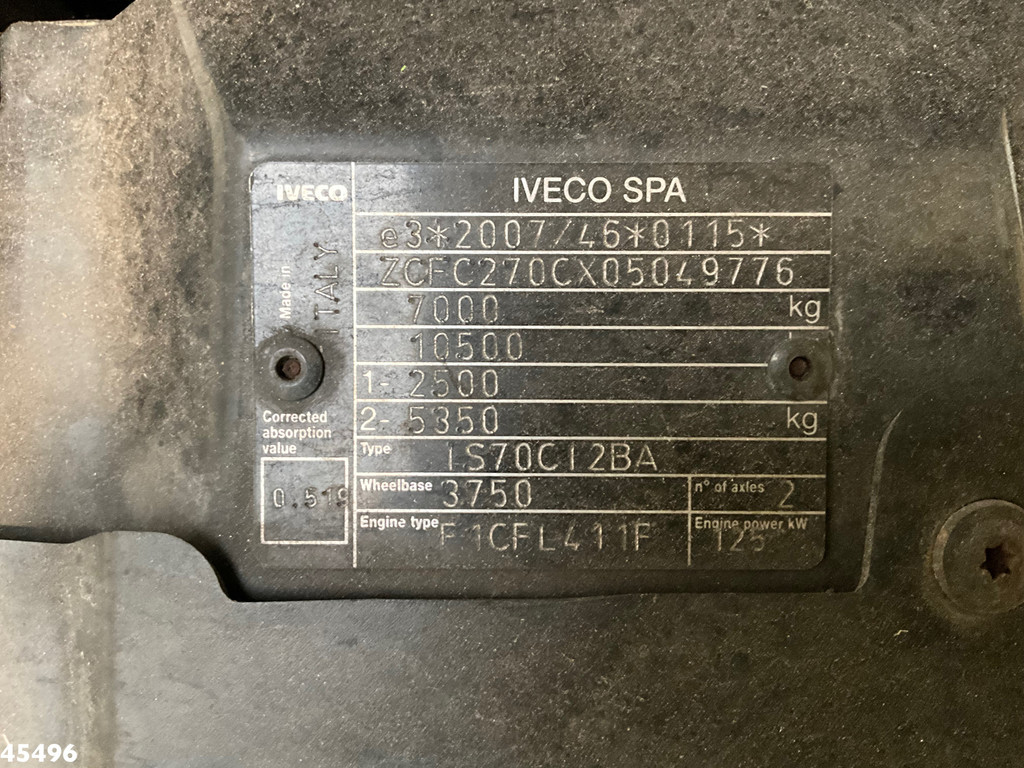 IVECO
IVECO SPA
e3*2007/46*0115*
ZCFC270CX05049776
7000 kg
10500
1- 2500
2- 5350 kg
Made in ITALY
Corrected
absorption
value
0.519
Type IS70CI2BA
Wheelbase 3750 n° of axles 2
Engine type F1CFL411F Engine power kW 125
45496